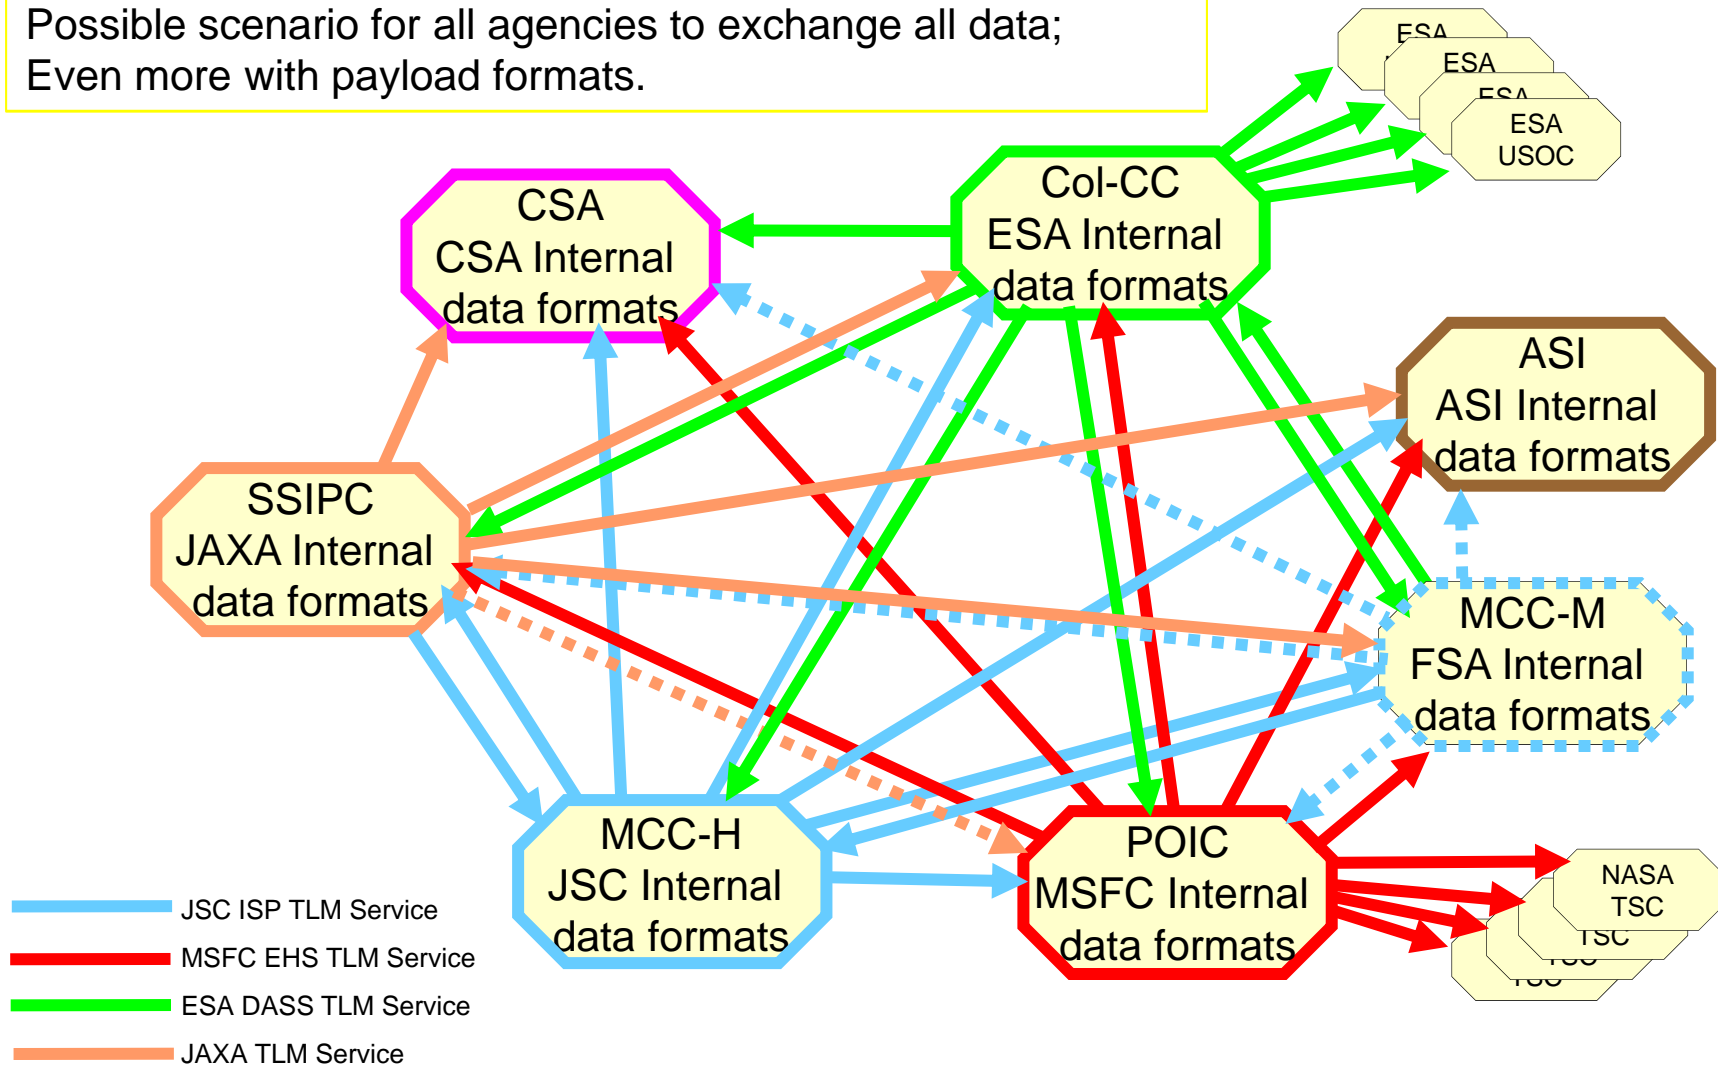 Possible scenario for all agencies to exchange all data;
Even more with payload formats.
ESA
ESA
ESA
ESA
USOC
Col-CC
ESA Internal
data formats
CSA
CSA Internal
data formats
ASI
ASI Internal
data formats
SSIPC
JAXA Internal
data formats
MCC-M
FSA Internal
data formats
MCC-H
JSC Internal
data formats
POIC
MSFC Internal
data formats
NASA
TSC
TSC
TSC
TSC
JSC ISP TLM Service
MSFC EHS TLM Service
ESA DASS TLM Service
JAXA TLM Service